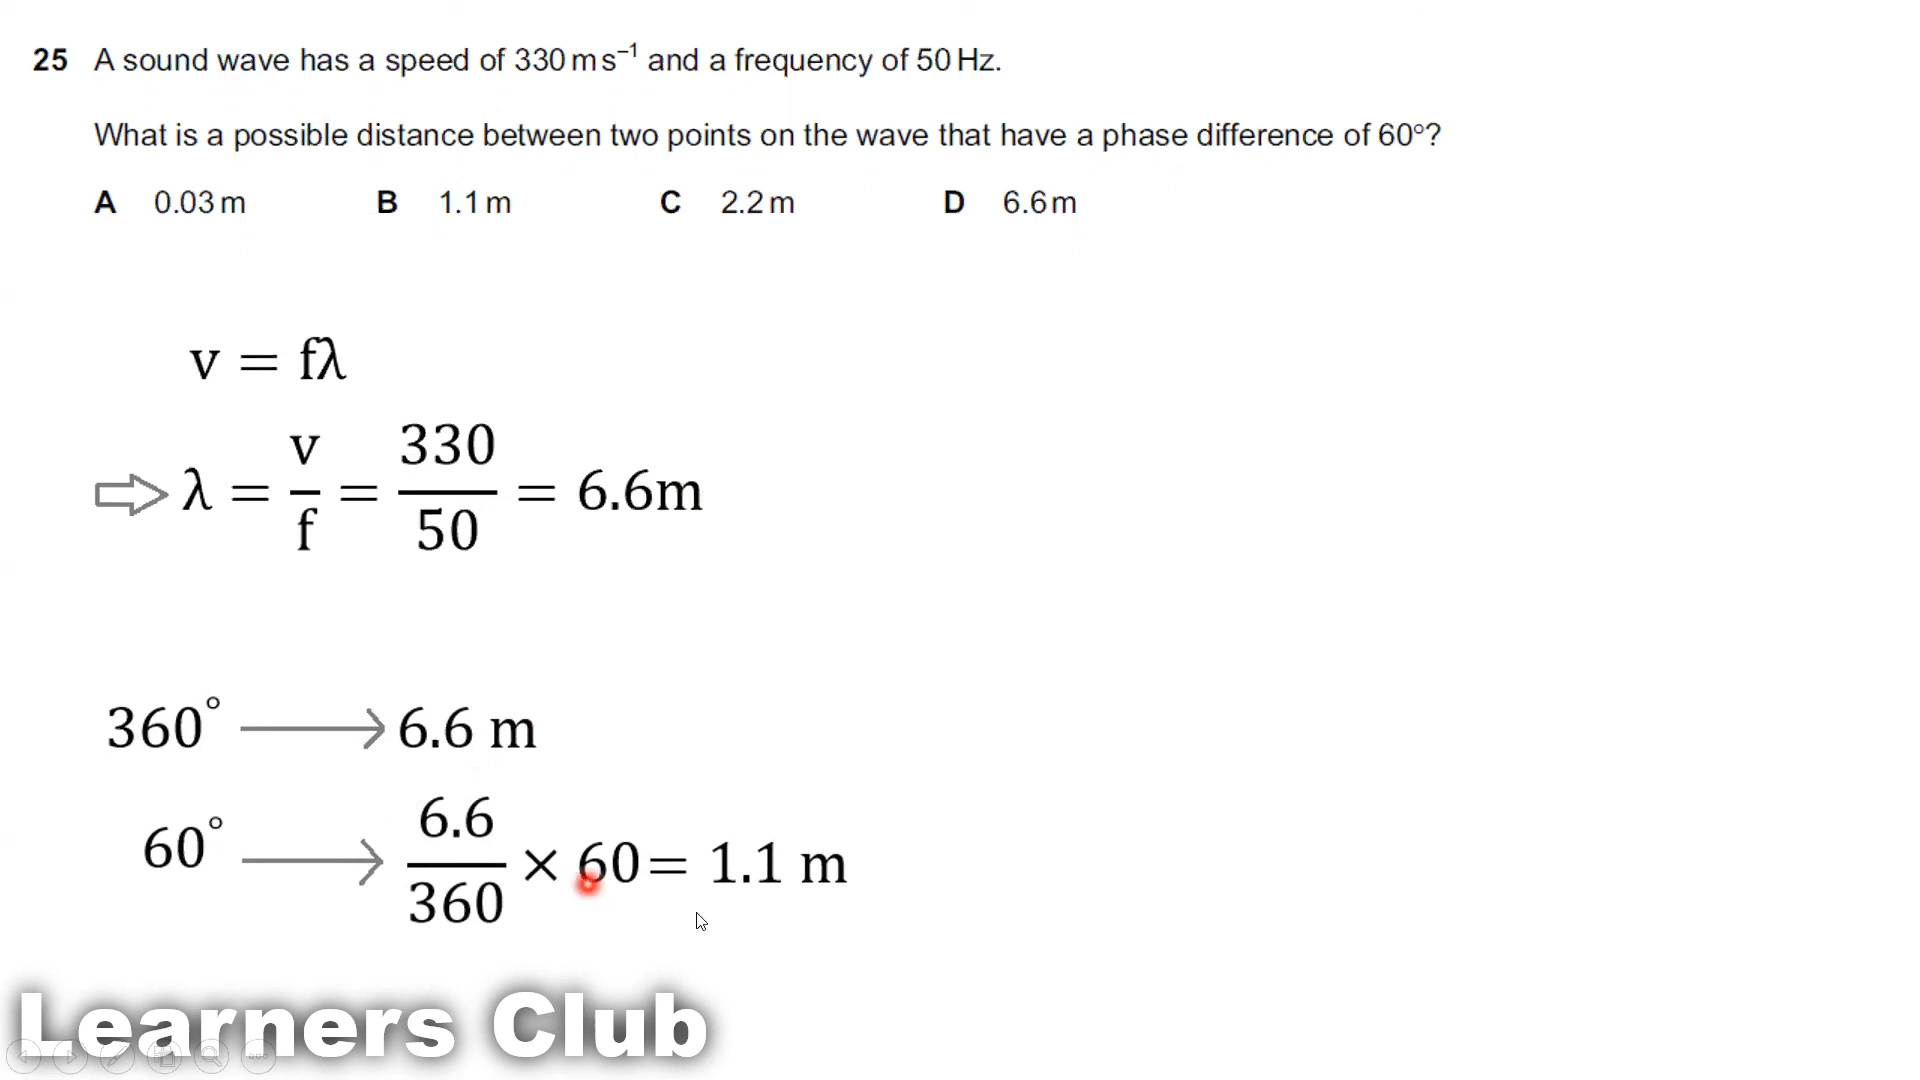 25 A sound wave has a speed of 330 m s⁻¹ and a frequency of 50 Hz.
What is a possible distance between two points on the wave that have a phase difference of 60°?
A 0.03 m B 1.1 m C 2.2 m D 6.6 m
v = fλ
⇨ λ = v/f = 330/50 = 6.6m
360° ⟶ 6.6 m
60° ⟶ 6.6/360 × 60 = 1.1 m
Learners Club